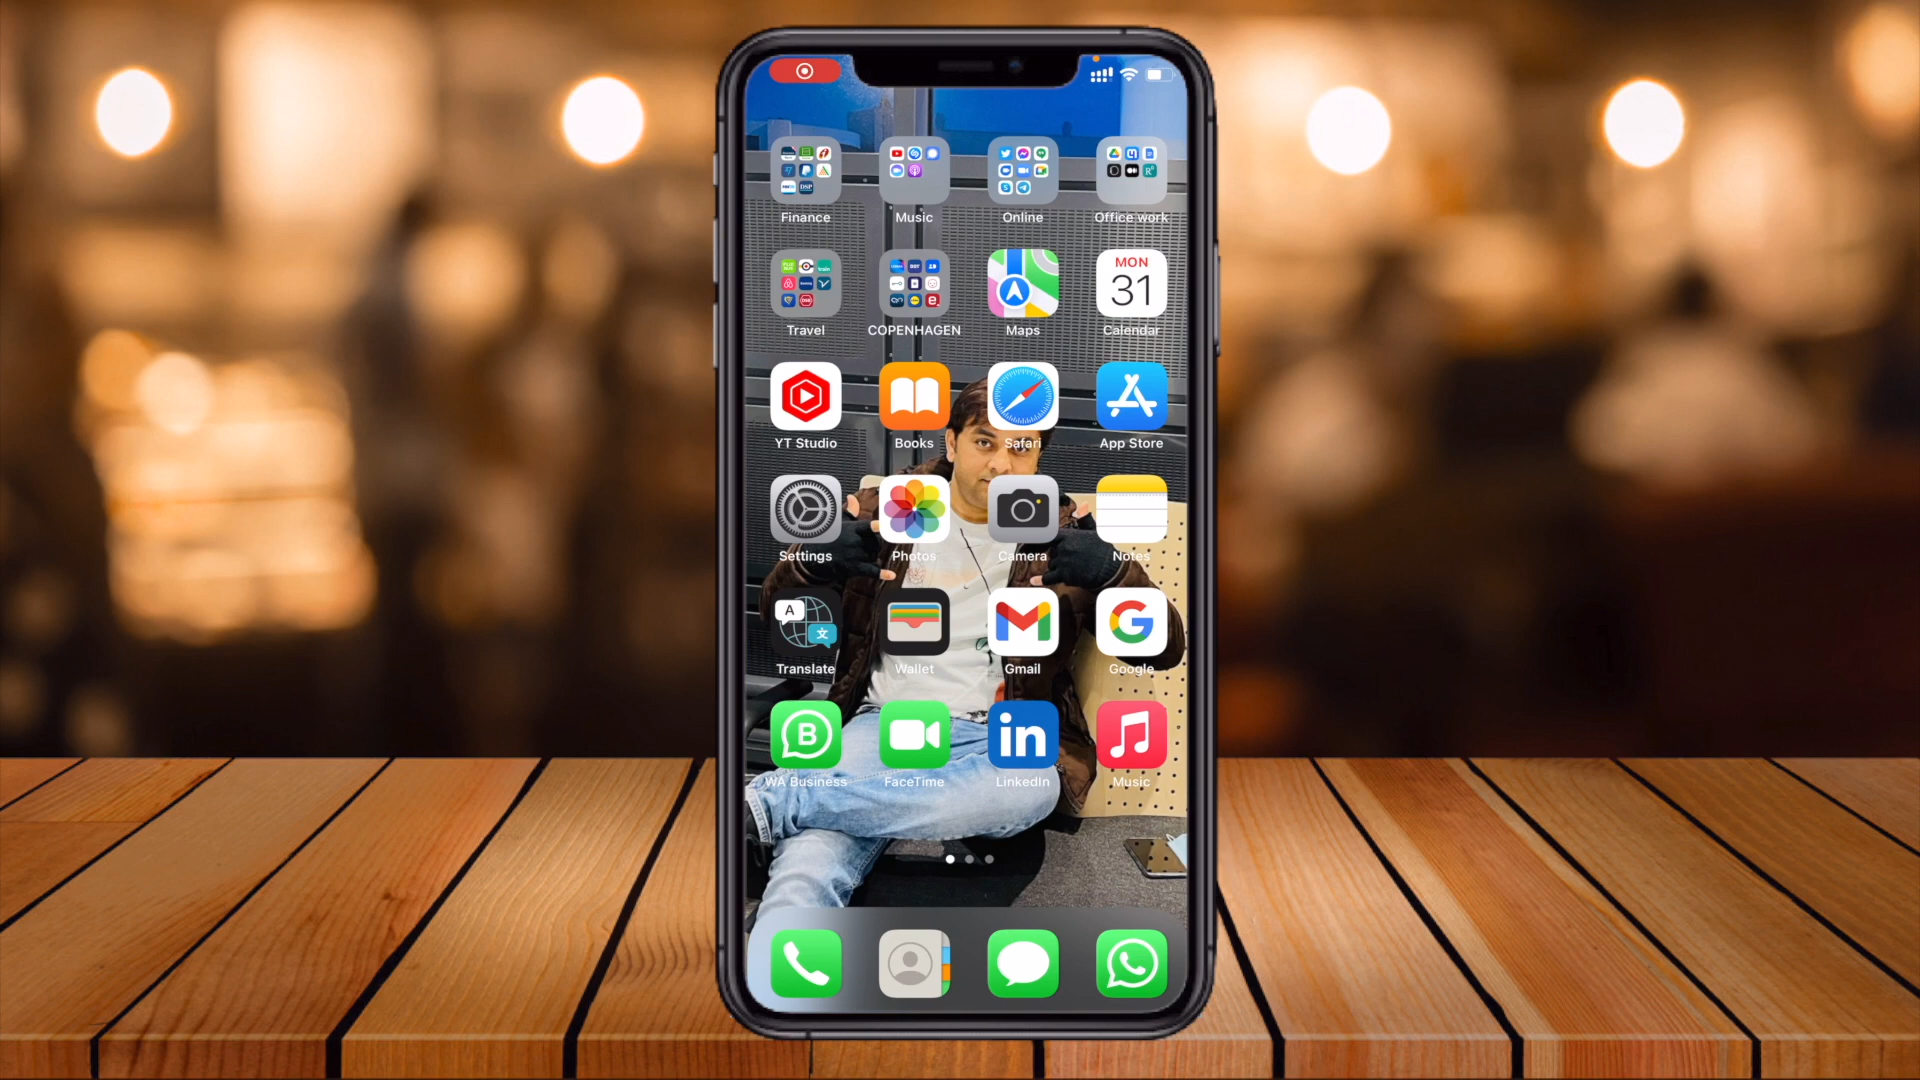 Finance Music Online Office work
Travel COPENHAGEN Maps Calendar
MON
31
YT Studio Books Safari App Store
Settings Photos Camera Notes
A
文
Translate Wallet Gmail Google
B
in
WA Business FaceTime LinkedIn Music